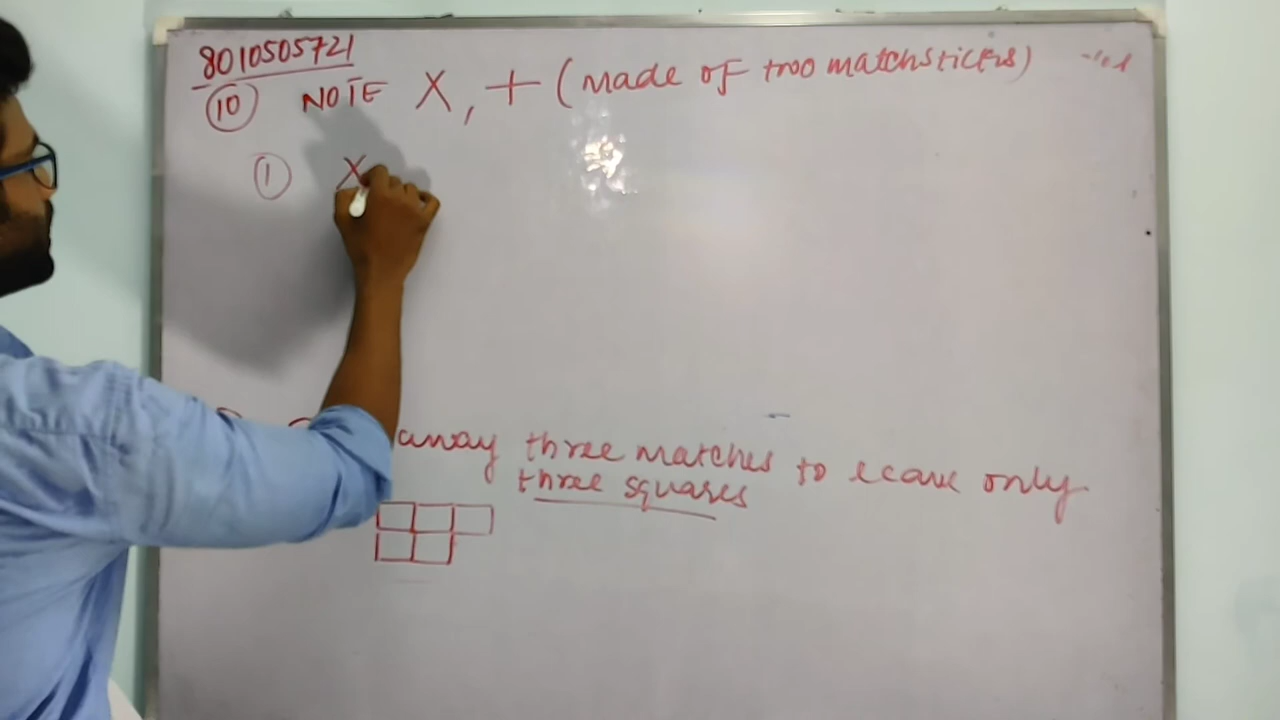 8010505721
10 NOTE X, + (made of two matchsticks)
1 X
away three matches to leave only
three squares